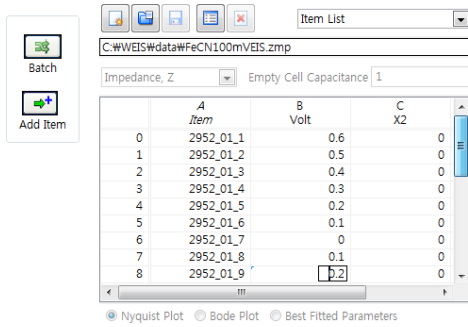 Item List
C:₩WEIS₩data₩FeCN100mVEIS.zmp
Batch
Add Item
Impedance, Z Empty Cell Capacitance 1
A B C
Item Volt X2
0 2952_01_1 0.6 0
1 2952_01_2 0.5 0
2 2952_01_3 0.4 0
3 2952_01_4 0.3 0
4 2952_01_5 0.2 0
5 2952_01_6 0.1 0
6 2952_01_7 0 0
7 2952_01_8 0.1 0
8 2952_01_9 0.2 0
Nyquist Plot Bode Plot Best Fitted Parameters